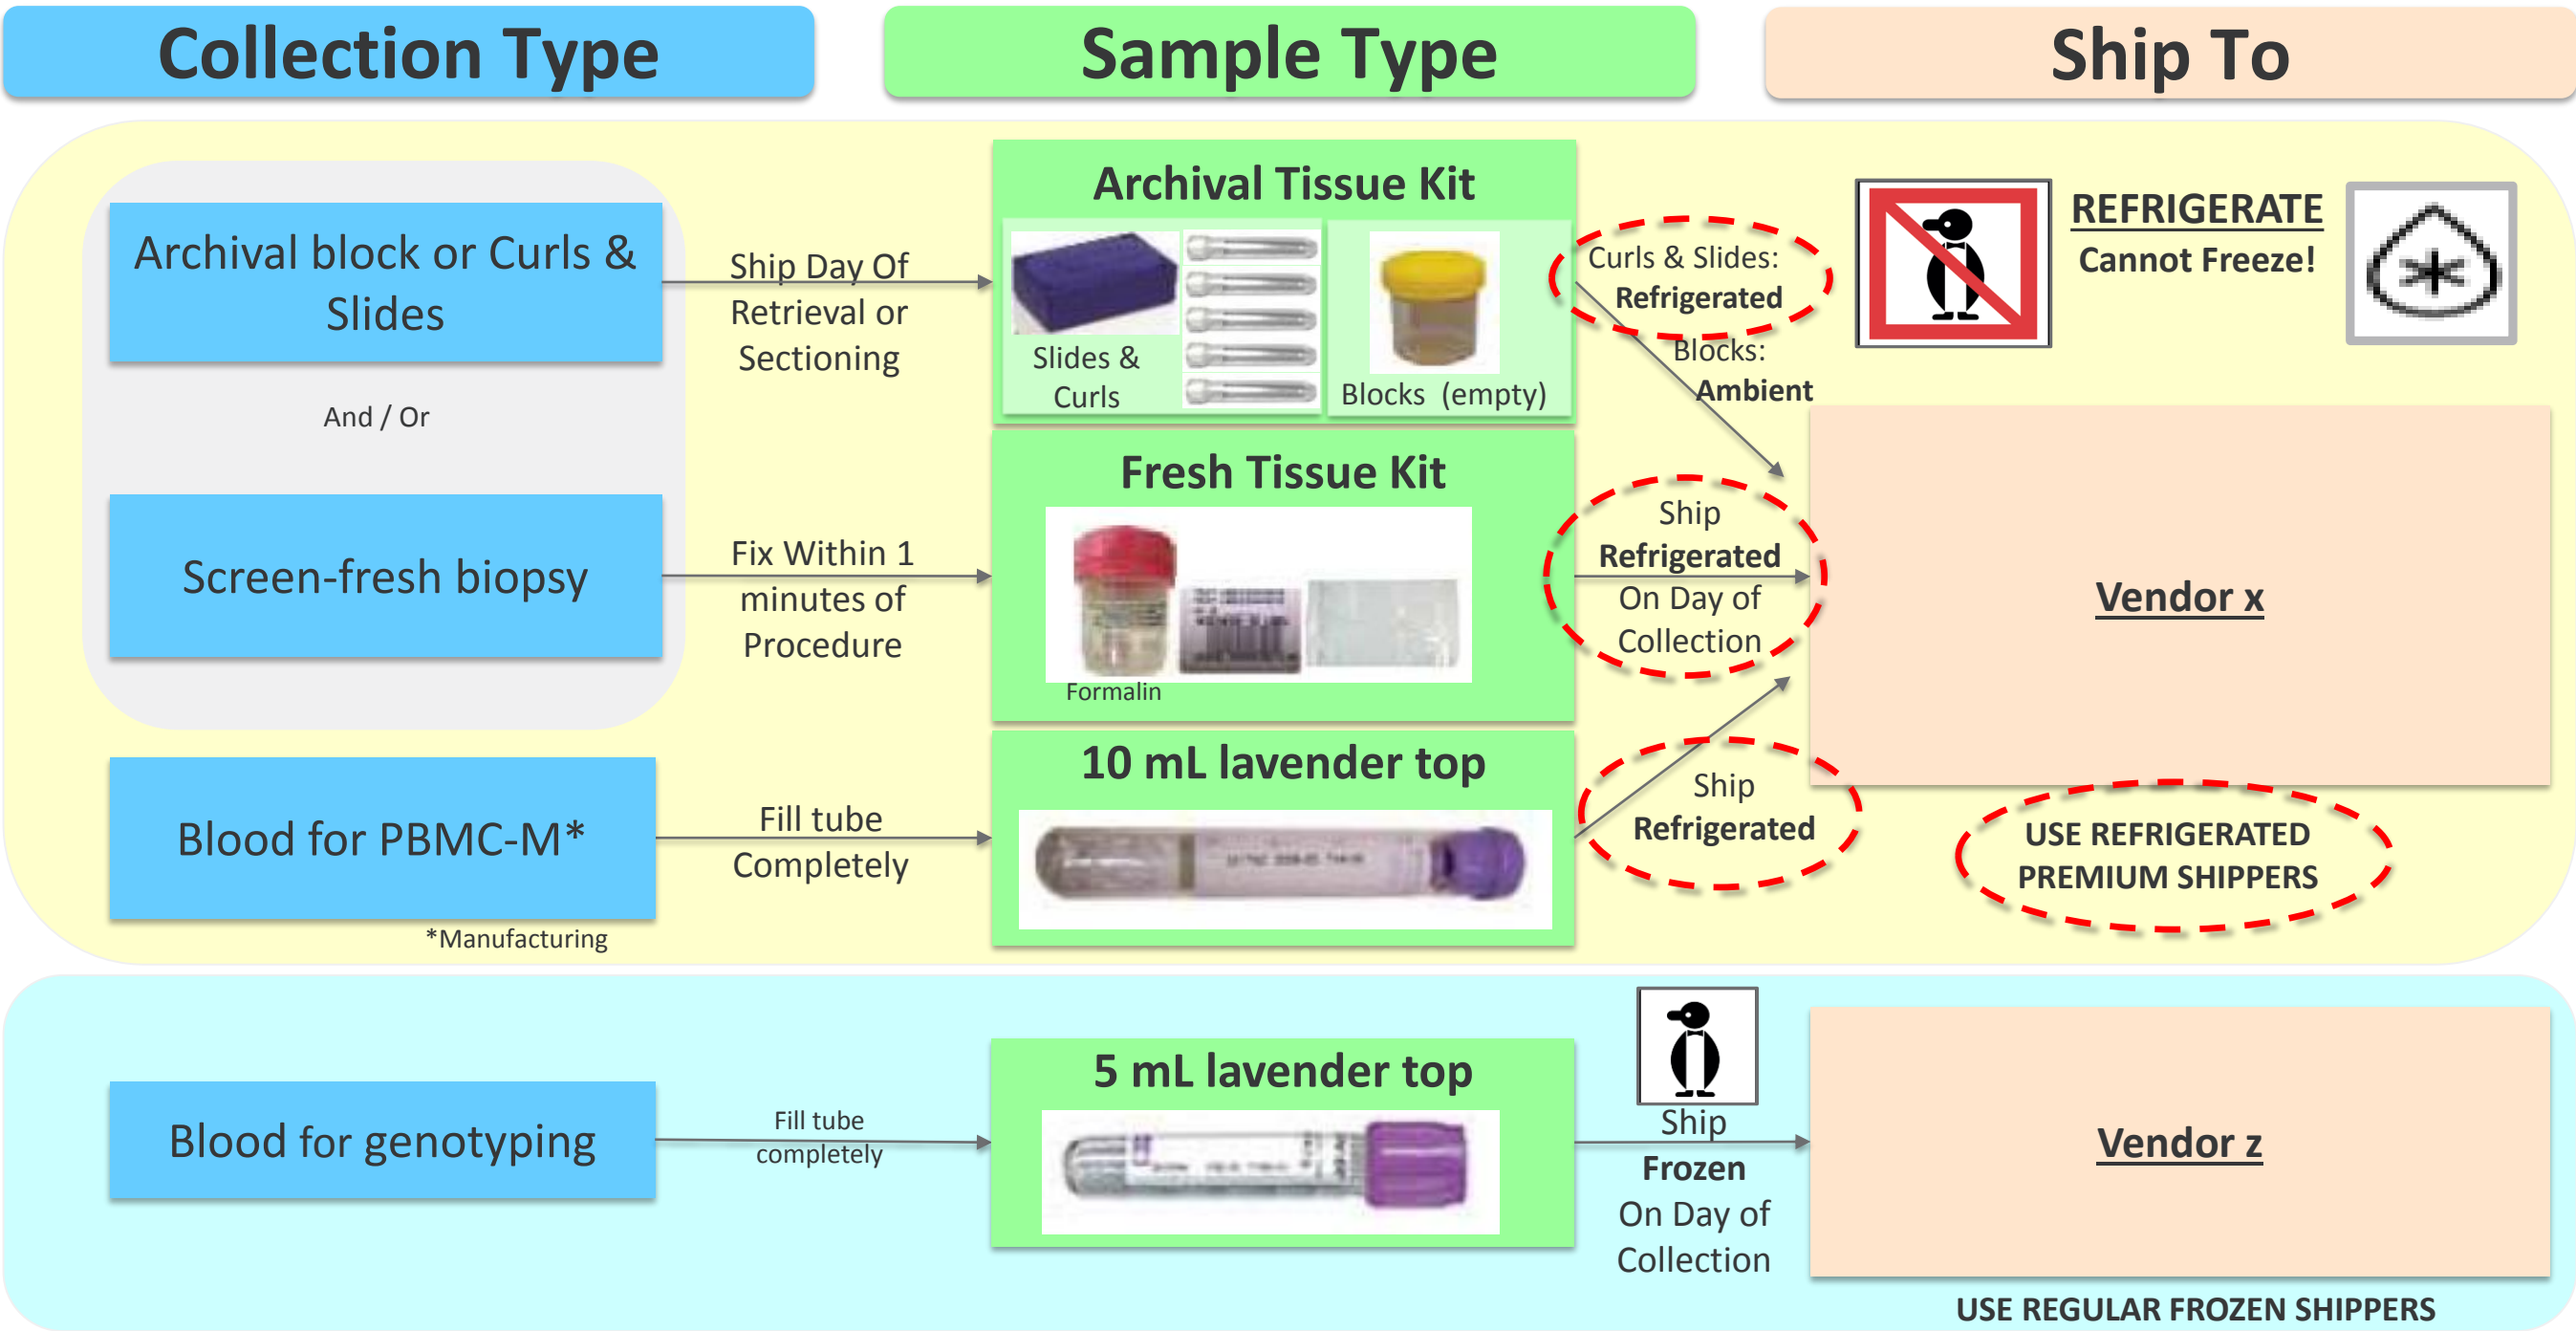 Collection Type
Sample Type
Ship To
Archival block or Curls &
Slides
And / Or
Screen-fresh biopsy
Blood for PBMC-M*
*Manufacturing
Ship Day Of
Retrieval or
Sectioning
Fix Within 1
minutes of
Procedure
Fill tube
Completely
Archival Tissue Kit
Slides &
Curls
Blocks (empty)
Fresh Tissue Kit
Formalin
10 mL lavender top
Curls & Slides:
Refrigerated
Blocks:
Ambient
Ship
Refrigerated
On Day of
Collection
Ship
Refrigerated
REFRIGERATE
Cannot Freeze!
Vendor x
USE REFRIGERATED
PREMIUM SHIPPERS
Blood for genotyping
Fill tube
completely
5 mL lavender top
Ship
Frozen
On Day of
Collection
Vendor z
USE REGULAR FROZEN SHIPPERS